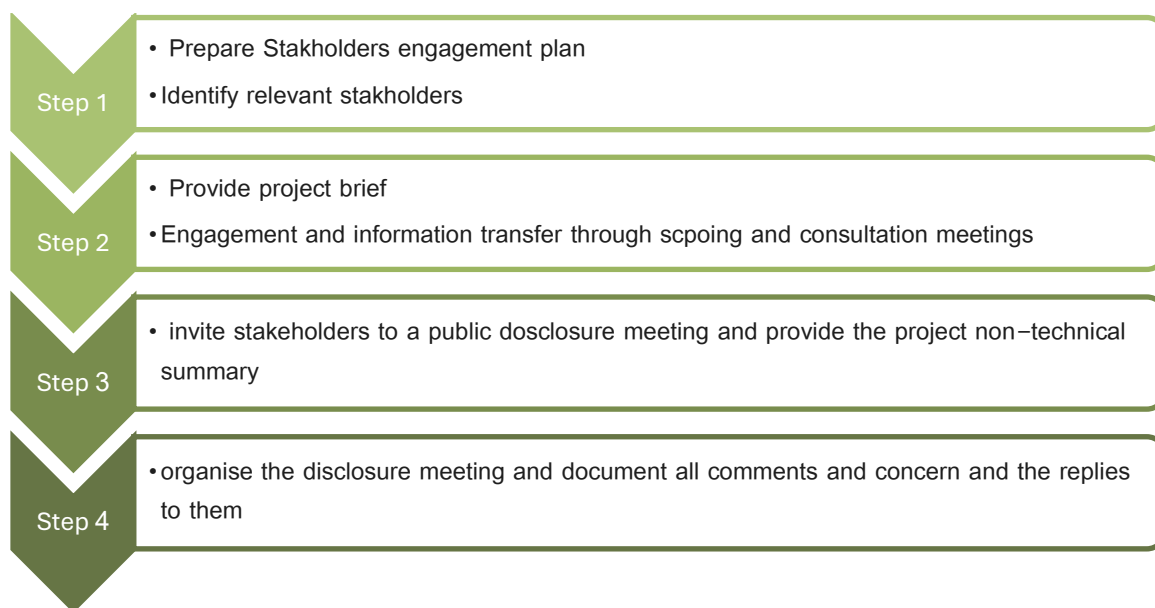 Step 1
• Prepare Stakholders engagement plan
• Identify relevant stakholders
Step 2
• Provide project brief
• Engagement and information transfer through scpoing and consultation meetings
Step 3
• invite stakeholders to a public dosclosure meeting and provide the project non−technical
summary
Step 4
• organise the disclosure meeting and document all comments and concern and the replies
to them